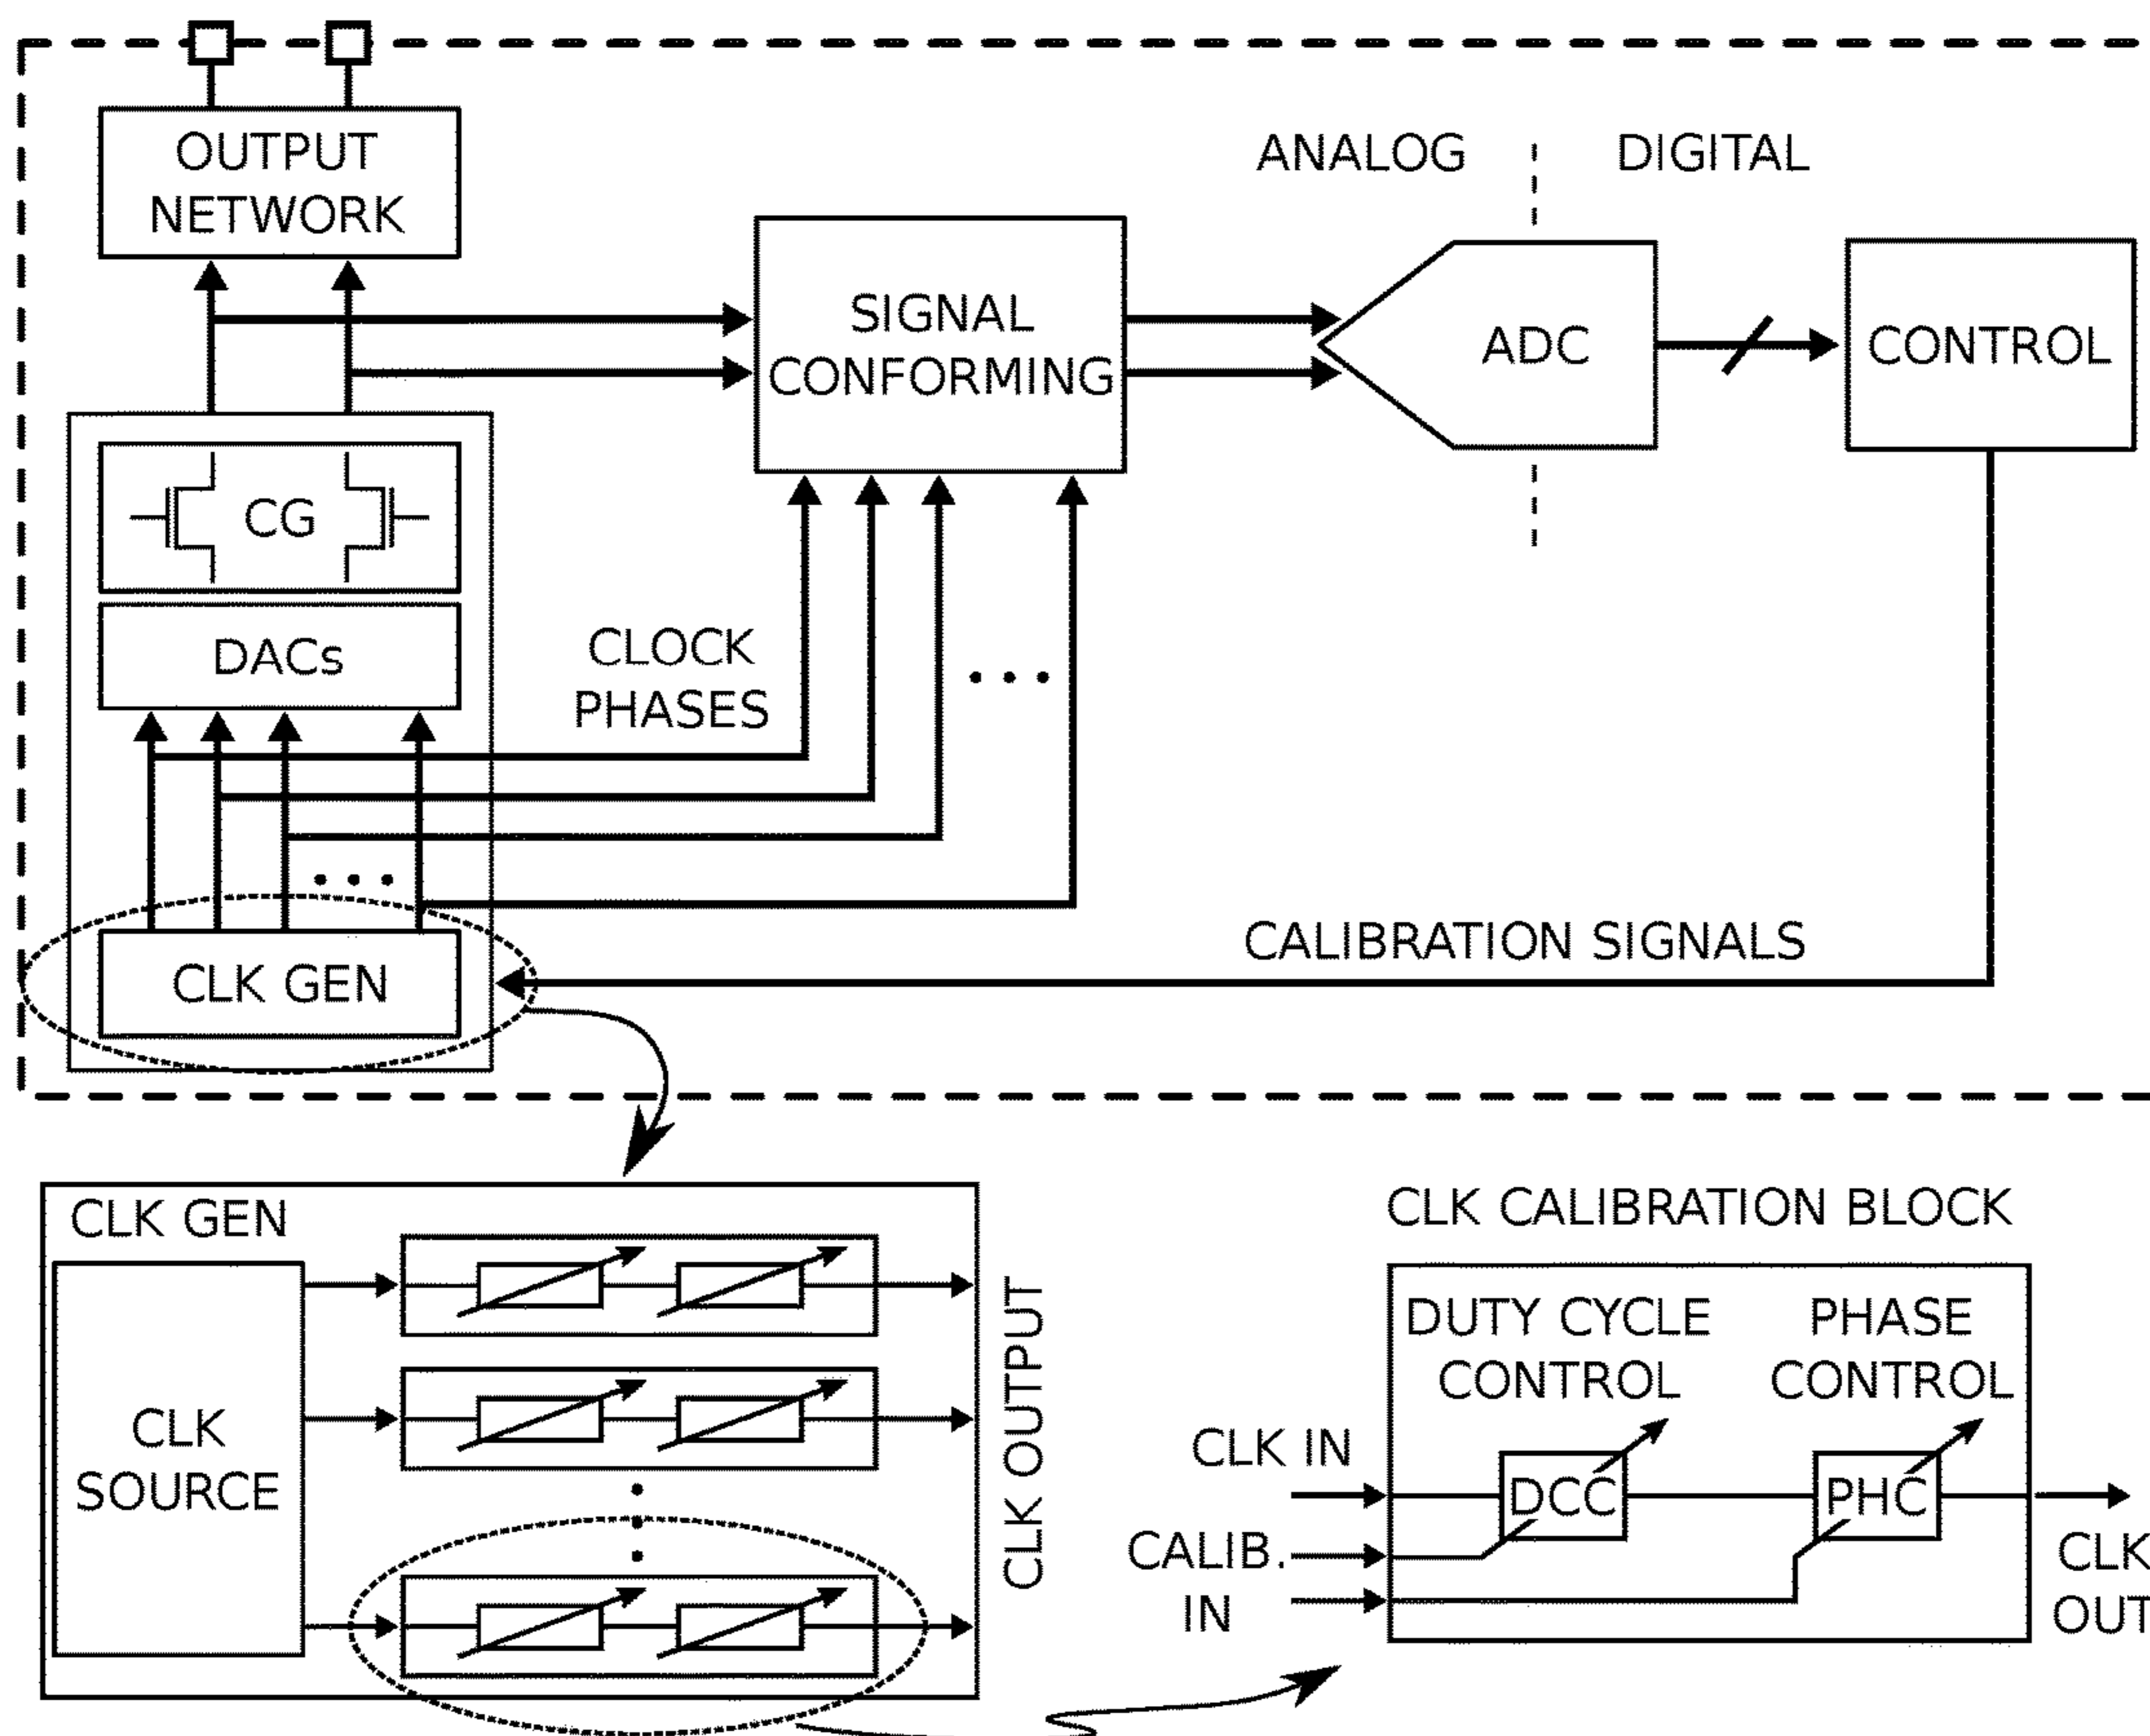 OUTPUT
NETWORK
ANALOG
DIGITAL
SIGNAL
CONFORMING
ADC
CONTROL
CG
DACs
CLOCK
PHASES
CLK GEN
CALIBRATION SIGNALS
CLK GEN
CLK
SOURCE
CLK OUTPUT
CLK CALIBRATION BLOCK
DUTY CYCLE
CONTROL
PHASE
CONTROL
CLK IN
DCC
PHC
CALIB.
IN
CLK
OUT